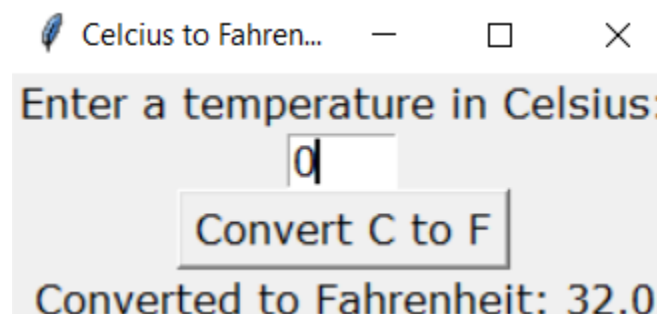 Celcius to Fahren...
Enter a temperature in Celsius:
0
Convert C to F
Converted to Fahrenheit: 32.0